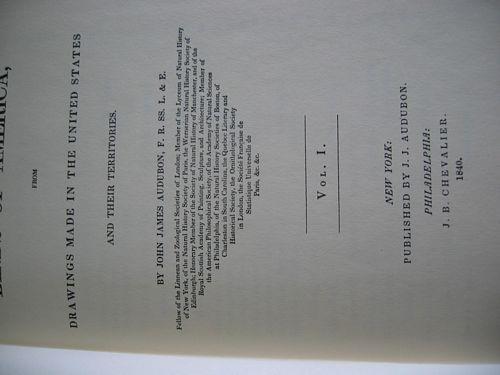 BIRDS OF AMERICA,
FROM
DRAWINGS MADE IN THE UNITED STATES
AND THEIR TERRITORIES.
BY JOHN JAMES AUDUBON, F. R. SS. L. & E.
Fellow of the Linnean and Zoological Societies of London; Member of the Lyceum of Natural History
of New York, of the Natural History Society of Paris, the Wernerian Natural History Society of
Edinburgh; Honorary Member of the Society of Natural History of Manchester, and of the
Royal Scottish Academy of Painting, Sculpture, and Architecture; Member of
the American Philosophical Society, of the Academy of Natural Sciences
at Philadelphia, of the Natural History Societies of Boston, of
Charleston in South Carolina, the Quebec Literary and
Historical Society, the Ornithological Society
in London, the Société Française de
Statistique Universelle de
Paris, &c. &c.
VOL. I.
NEW YORK:
PUBLISHED BY J. J. AUDUBON.
PHILADELPHIA:
J. B. CHEVALIER.
1840.